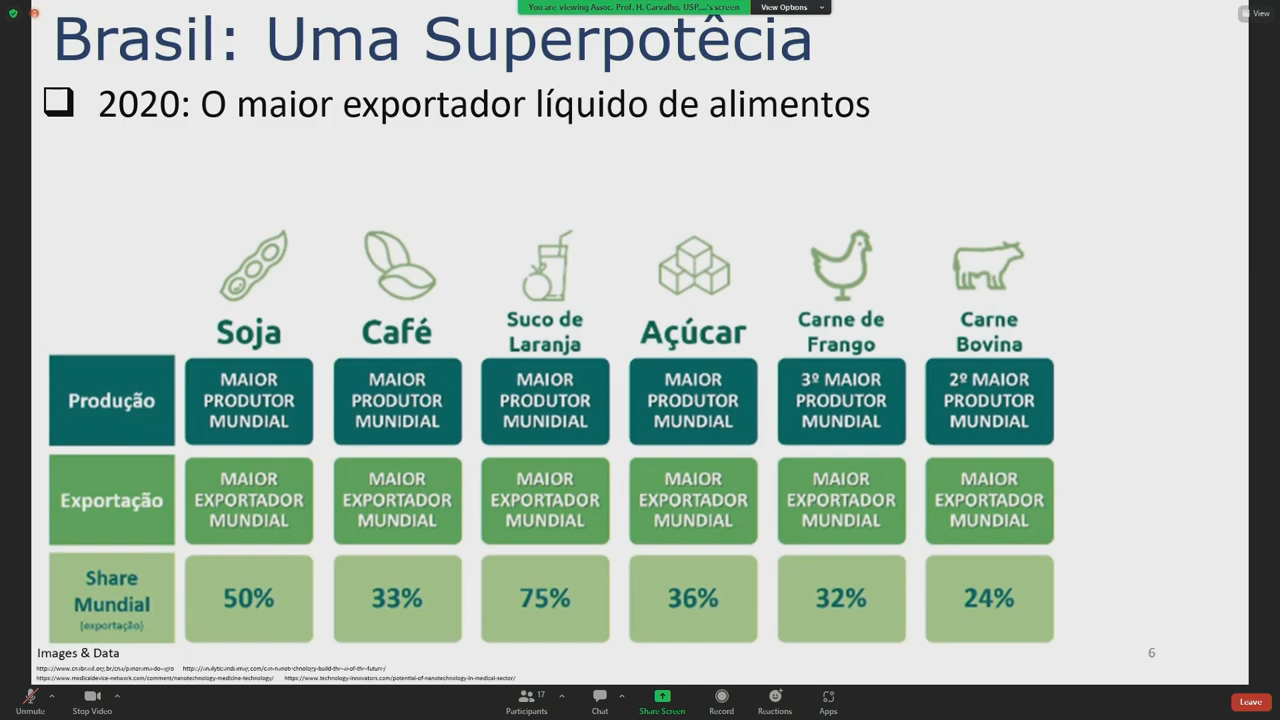 You are viewing Assoc. Prof. H. Carvalho, USP,...'s screen
View Options
View
Brasil: Uma Superpotêcia
2020: O maior exportador líquido de alimentos
Soja
Café
Suco de
Laranja
Açúcar
Carne de
Frango
Carne
Bovina
Produção
MAIOR
PRODUTOR
MUNDIAL
MAIOR
PRODUTOR
MUNIDIAL
MAIOR
PRODUTOR
MUNIDIAL
MAIOR
PRODUTOR
MUNDIAL
3º MAIOR
PRODUTOR
MUNDIAL
2º MAIOR
PRODUTOR
MUNDIAL
Exportação
MAIOR
EXPORTADOR
MUNDIAL
MAIOR
EXPORTADOR
MUNDIAL
MAIOR
EXPORTADOR
MUNDIAL
MAIOR
EXPORTADOR
MUNDIAL
MAIOR
EXPORTADOR
MUNDIAL
MAIOR
EXPORTADOR
MUNDIAL
Share
Mundial
(exportação)
50%
33%
75%
36%
32%
24%
Images & Data
6
https://www.medicaldevice-network.com/comment/nanotechnology-medicine-technology/ https://www.technology-innovators.com/potential-of-nanotechnology-in-medical-sector/
Unmute
Stop Video
Participants
17
Chat
Share Screen
Record
Reactions
Apps
Leave